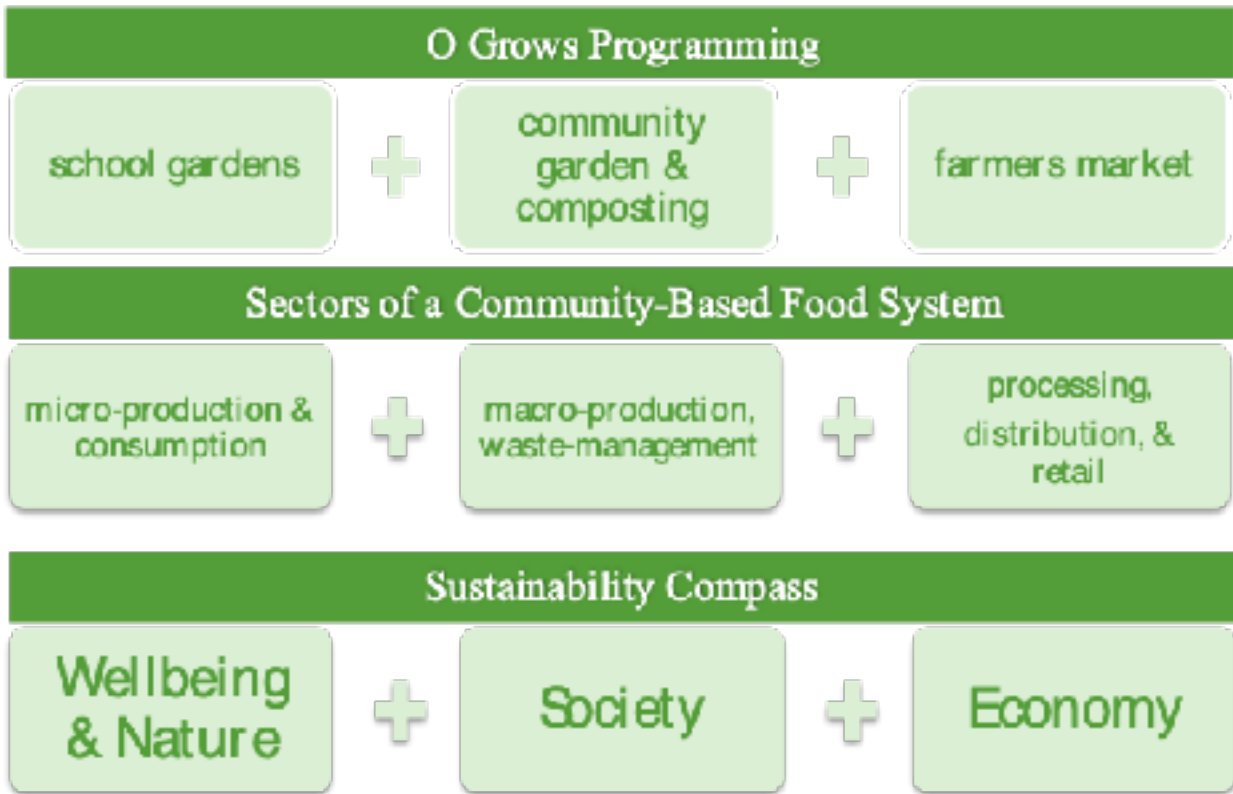 O Grows Programming
school gardens
community
garden &
composting
farmers market
Sectors of a Community-Based Food System
micro-production &
consumption
macro-production,
waste-management
processing,
distribution, &
retail
Sustainability Compass
Wellbeing
& Nature
Society
Economy